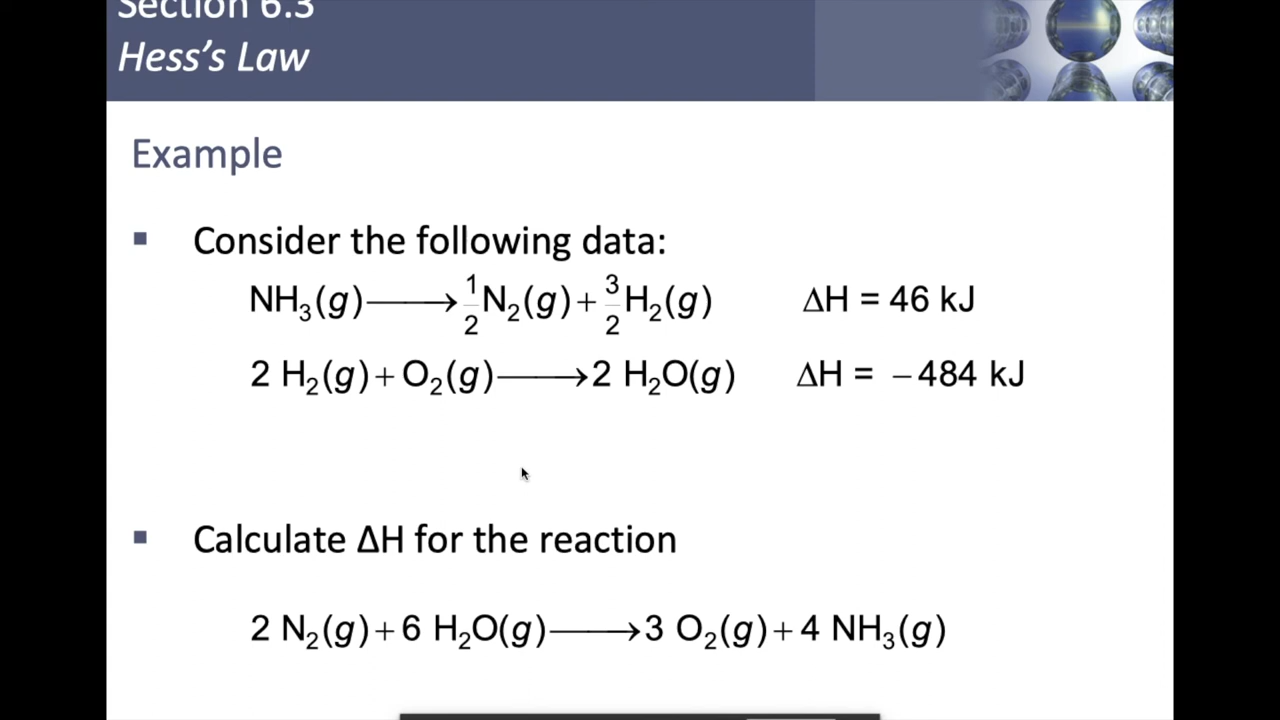 Section 6.3
Hess's Law
Example
▪ Consider the following data:
NH₃(g) ⟶ 1/2 N₂(g) + 3/2 H₂(g) ΔH = 46 kJ
2 H₂(g) + O₂(g) ⟶ 2 H₂O(g) ΔH = −484 kJ
▪ Calculate ΔH for the reaction
2 N₂(g) + 6 H₂O(g) ⟶ 3 O₂(g) + 4 NH₃(g)